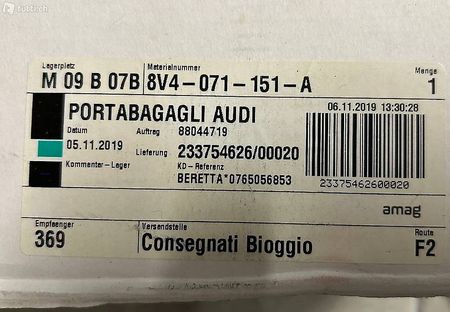 tutti.ch
Lagerplatz Materialnummer Menge
M 09 B 07B 8V4-071-151-A 1
PORTABAGAGLI AUDI
06.11.2019 13:30:28
Datum Auftrag 88044719
05.11.2019 Lieferung 233754626/00020
Kommentar-Lager KD-Referenz
BERETTA*0765056853
23375462600020
amag
Empfaenger Versandstelle Route
369 Consegnati Bioggio F2